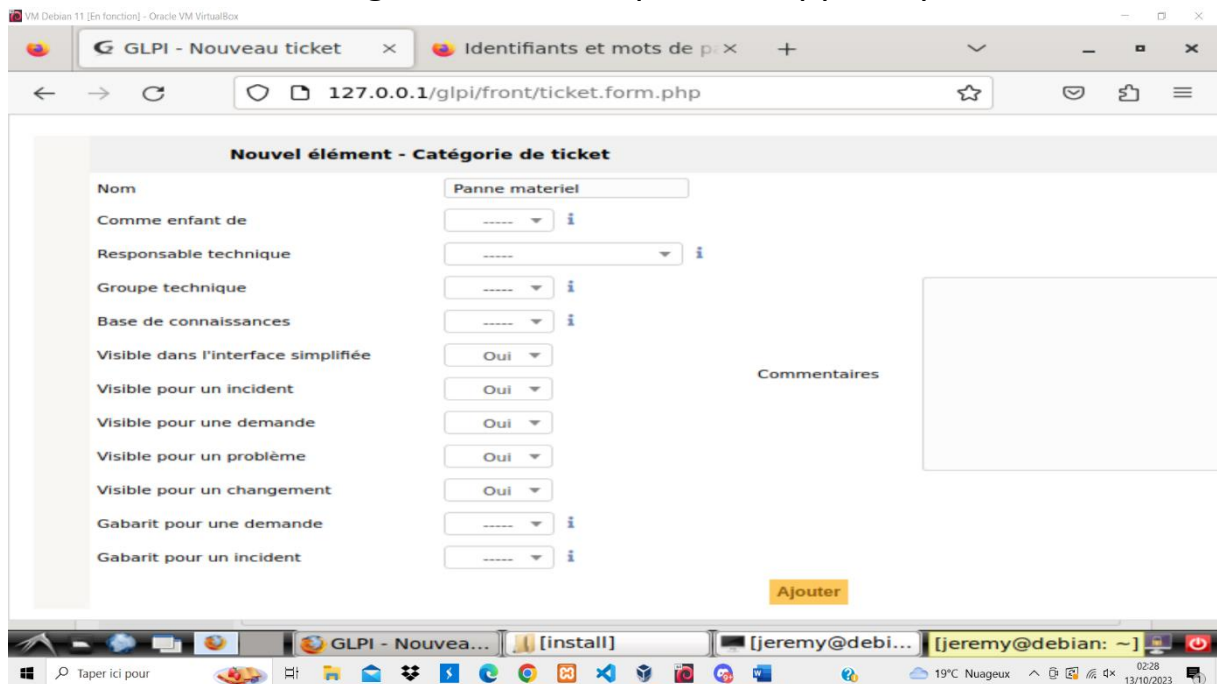 VM Debian 11 [En fonction] - Oracle VM VirtualBox
GLPI - Nouveau ticket
Identifiants et mots de
127.0.0.1/glpi/front/ticket.form.php
Nouvel élément - Catégorie de ticket
Nom Panne materiel
Comme enfant de -----
Responsable technique -----
Groupe technique -----
Base de connaissances -----
Visible dans l'interface simplifiée Oui
Visible pour un incident Oui
Commentaires
Visible pour une demande Oui
Visible pour un problème Oui
Visible pour un changement Oui
Gabarit pour une demande -----
Gabarit pour un incident -----
Ajouter
GLPI - Nouvea... [install] [jeremy@debi... [jeremy@debian: ~]
Taper ici pour 19°C Nuageux 02:28
13/10/2023